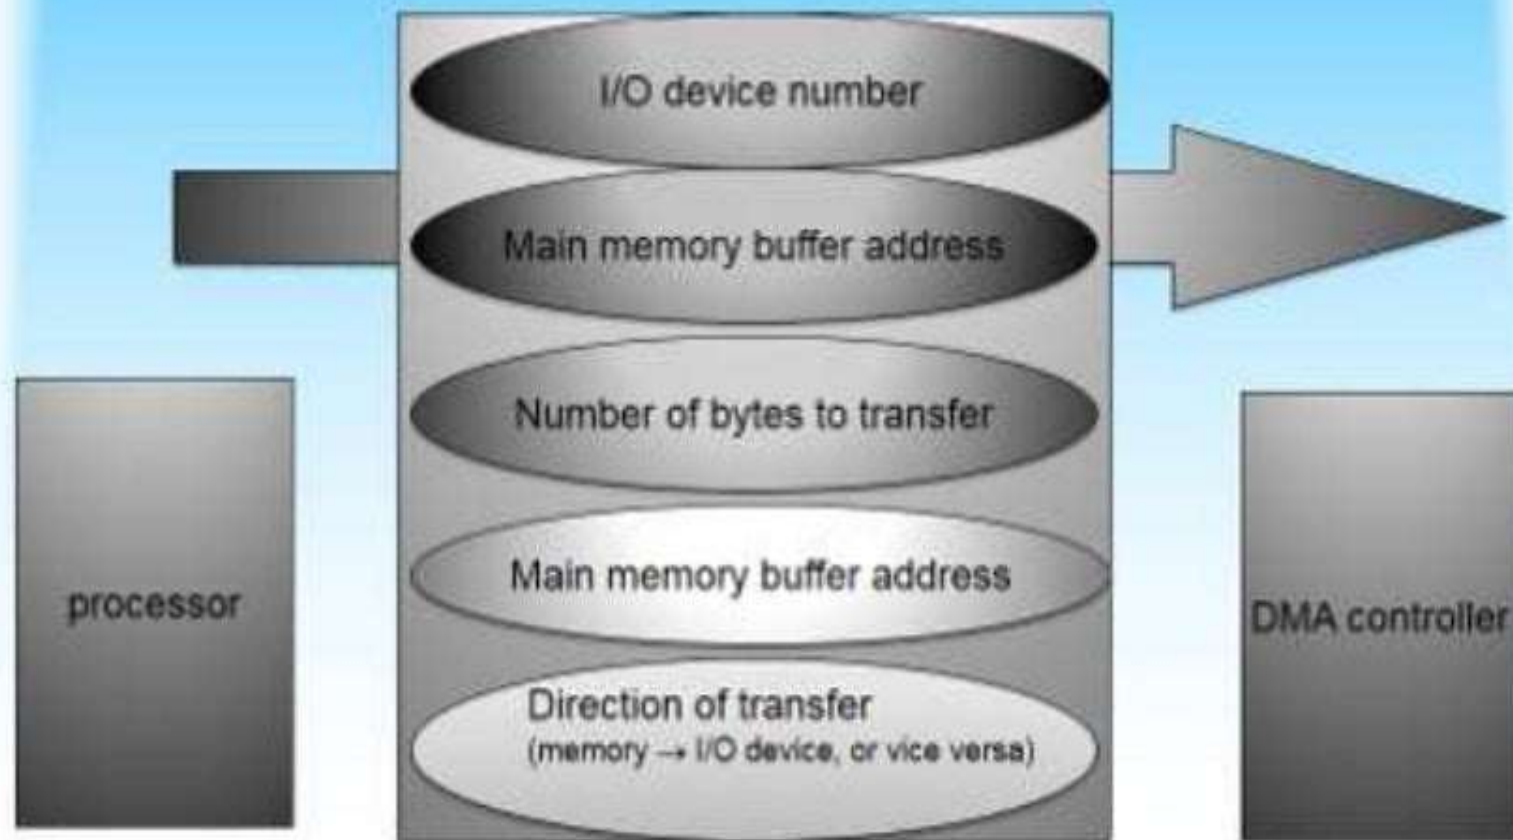 I/O device number
Main memory buffer address
Number of bytes to transfer
Main memory buffer address
Direction of transfer
(memory → I/O device, or vice versa)
processor
DMA controller